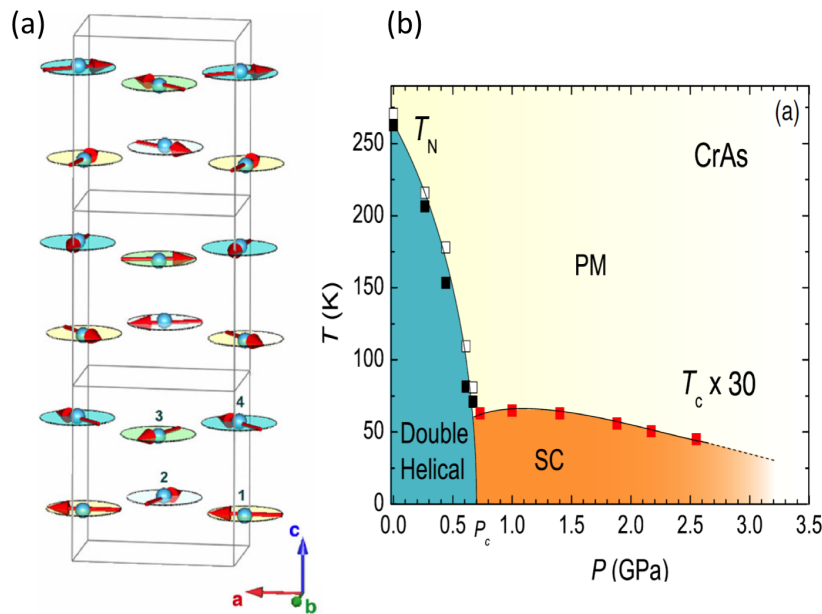 (a)
3
4
2
1
c
a
b
(b)
(a)
T_N
CrAs
PM
T_c x 30
Double
Helical
SC
T (K)
250
200
150
100
50
0
0.0 0.5 P_c 1.0 1.5 2.0 2.5 3.0 3.5
P (GPa)